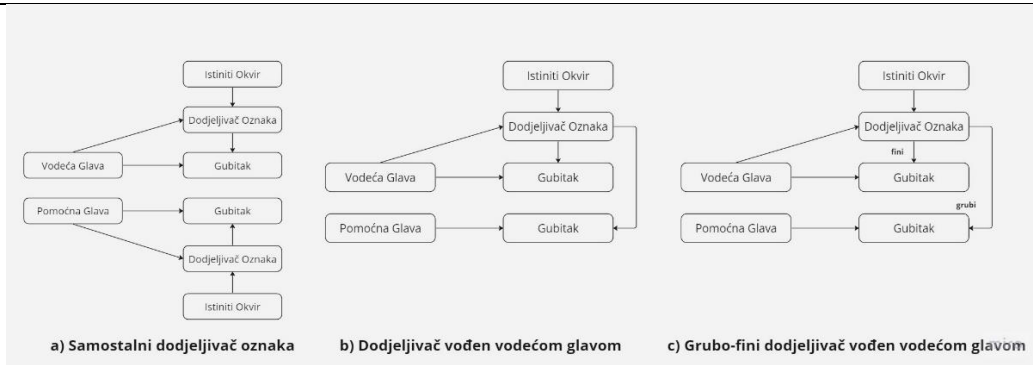 Istiniti Okvir
Dodjeljivač Oznaka
Vodeća Glava
Gubitak
Pomoćna Glava
Gubitak
Dodjeljivač Oznaka
Istiniti Okvir
a) Samostalni dodjeljivač oznaka
Istiniti Okvir
Dodjeljivač Oznaka
Vodeća Glava
Gubitak
Pomoćna Glava
Gubitak
b) Dodjeljivač vođen vodećom glavom
Istiniti Okvir
Dodjeljivač Oznaka
fini
Vodeća Glava
Gubitak
grubi
Pomoćna Glava
Gubitak
c) Grubo-fini dodjeljivač vođen vodećom glavom